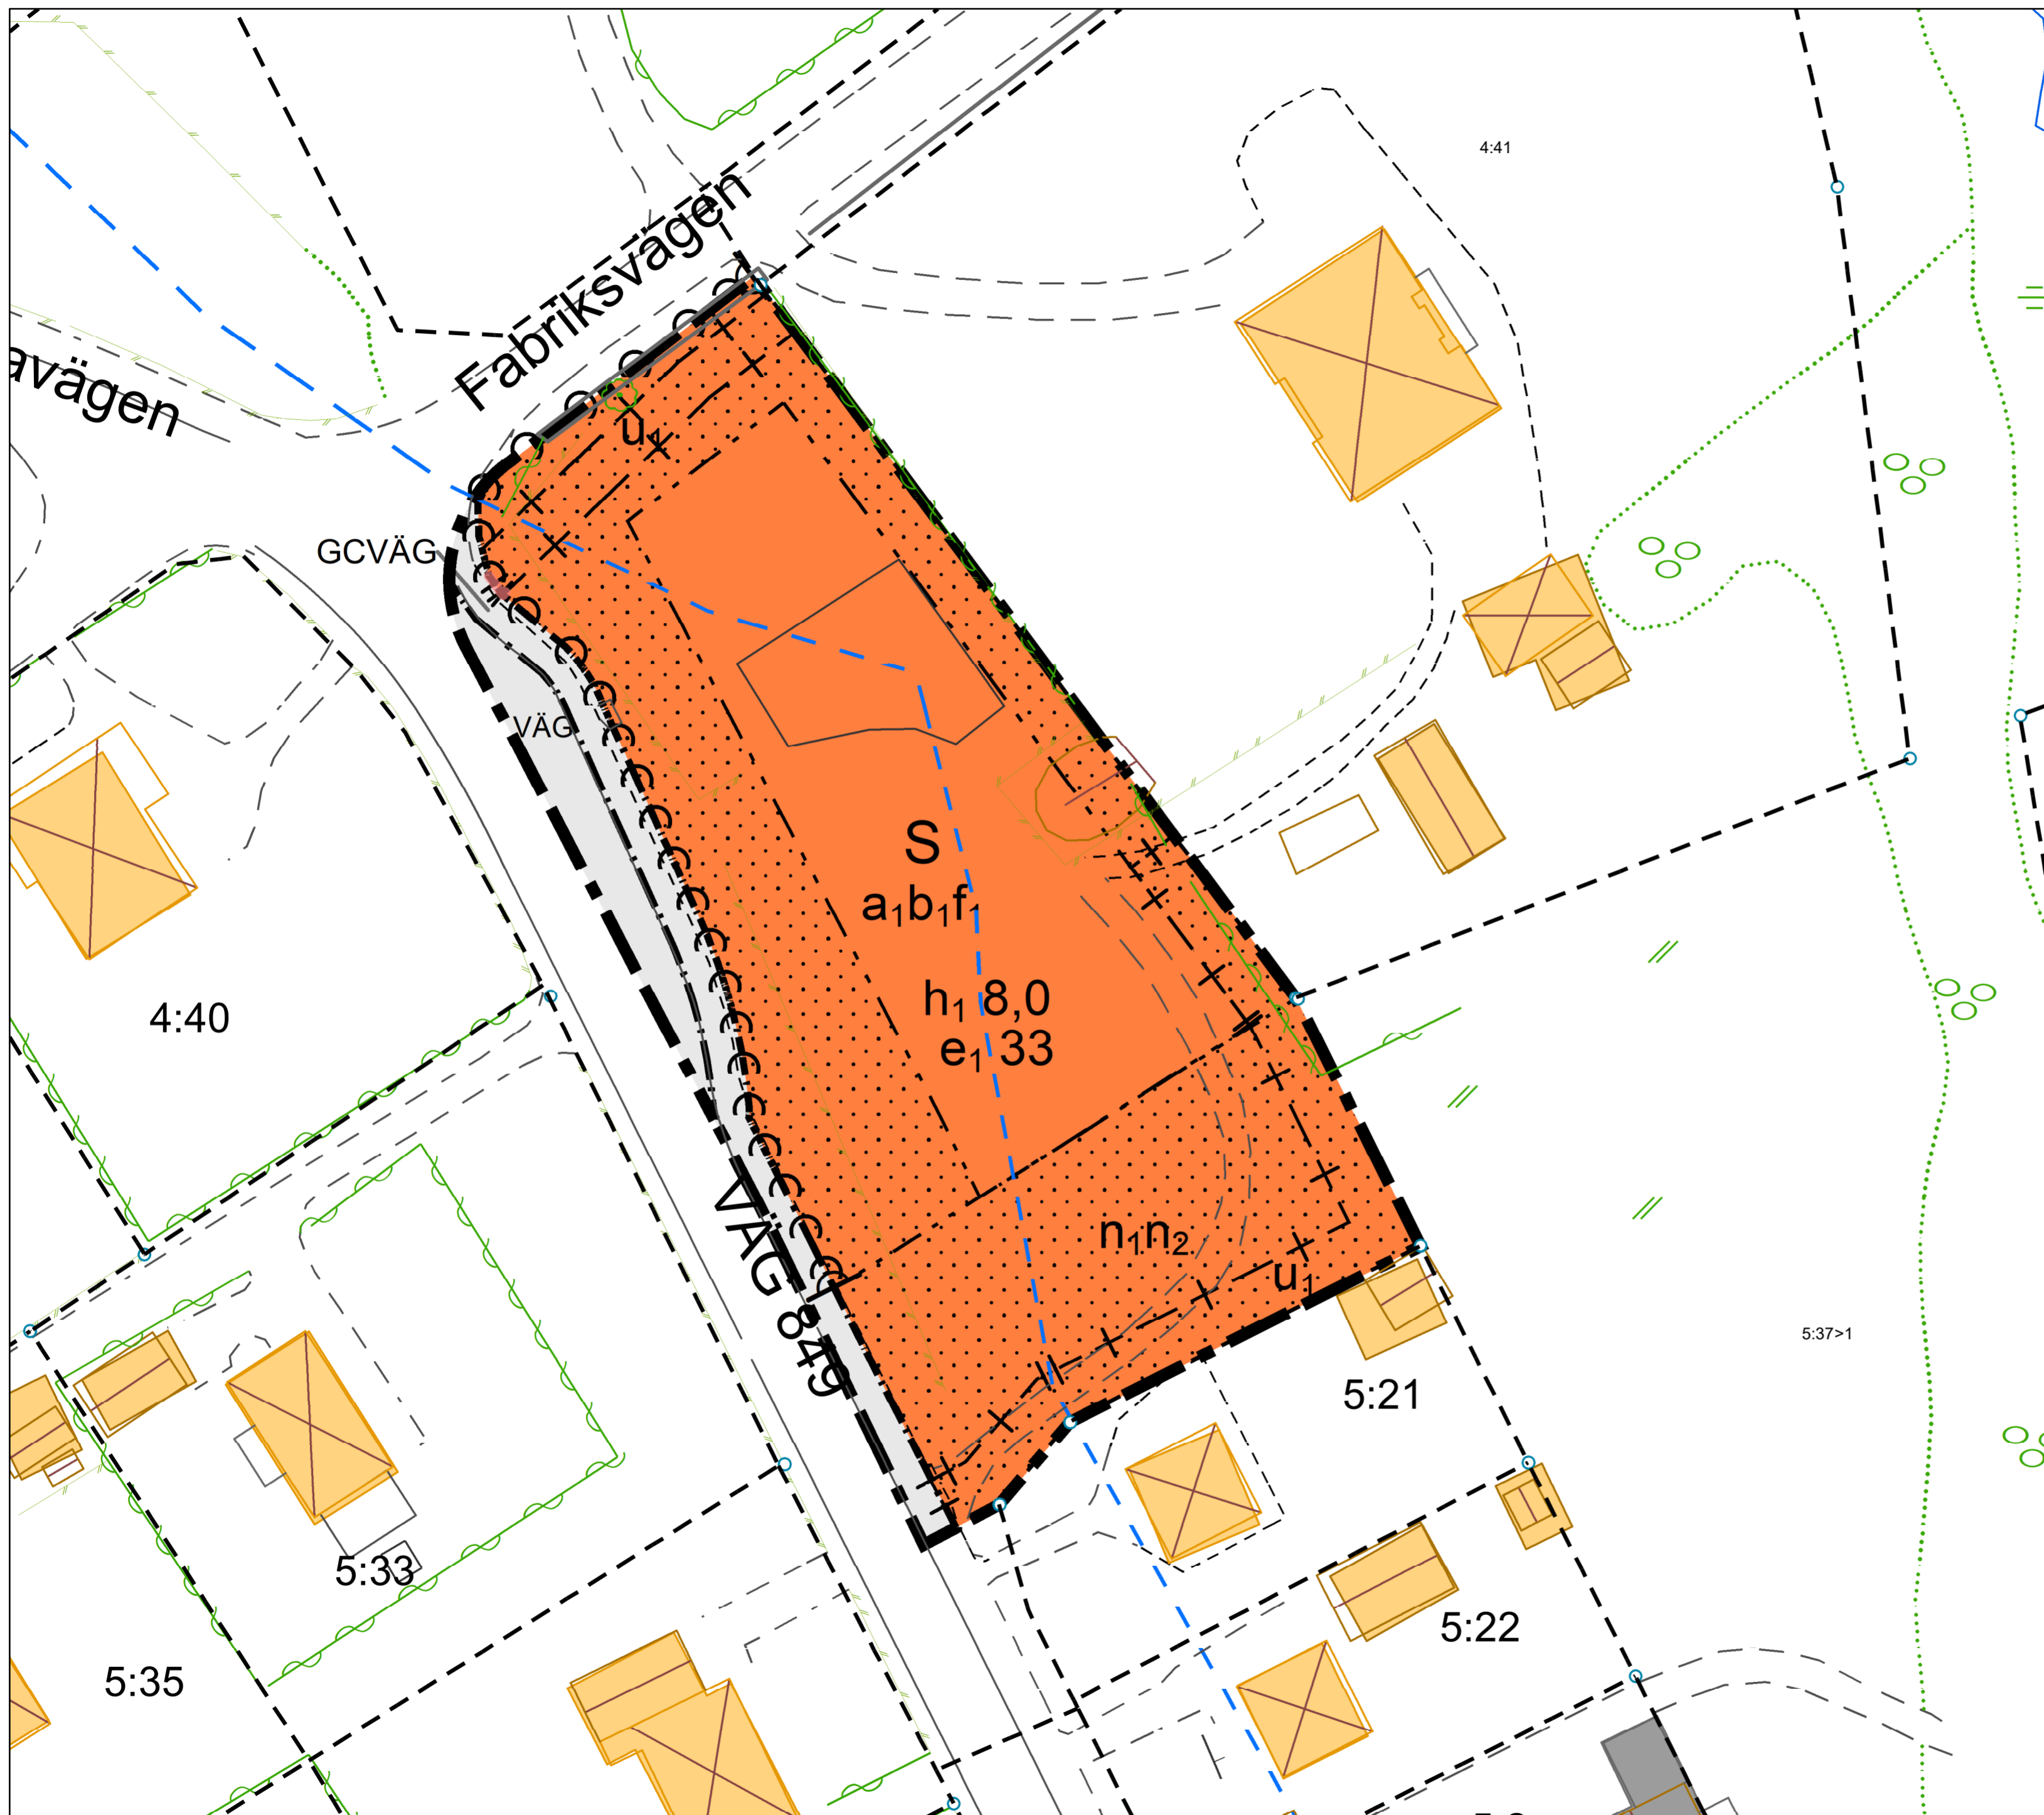 4:41
Fabriksvägen
avägen
u₁
GCVÄG
VÄG
S
a₁b₁f₁
h₁ 8,0
e₁ 33
4:40
n₁n₂
u₁
VÄG 849
5:37>1
5:21
5:33
5:22
5:35